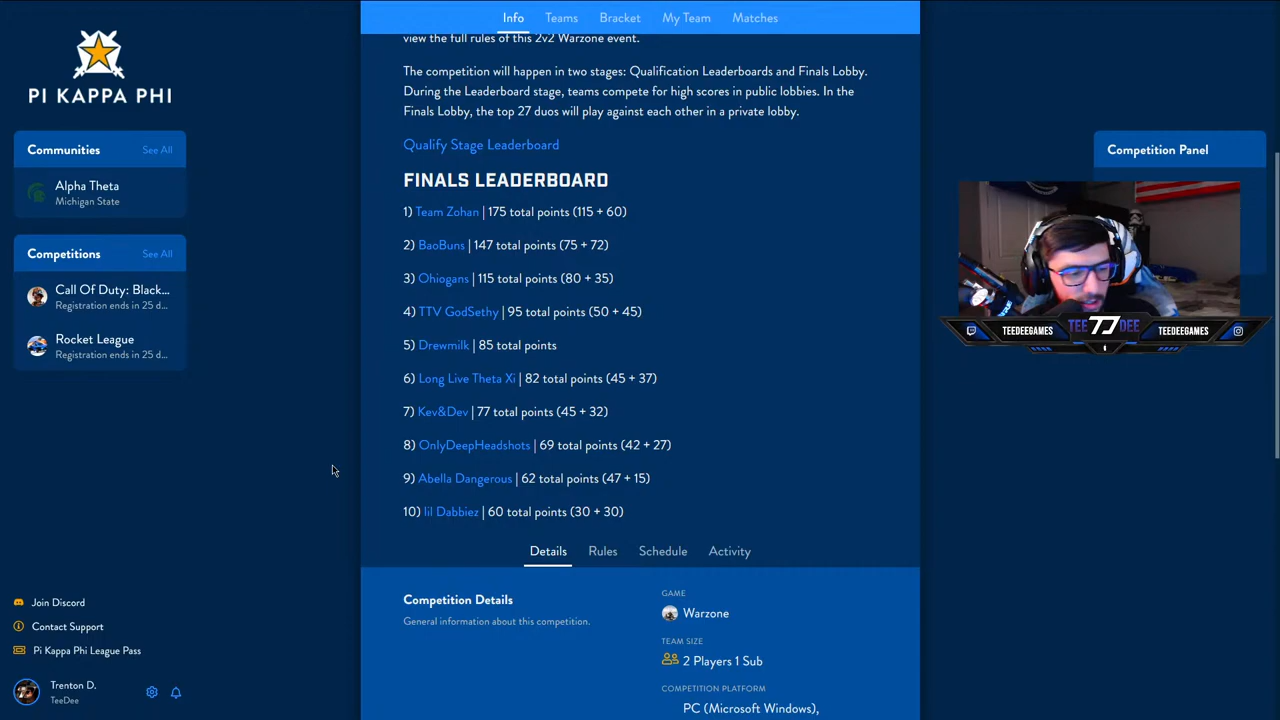 Info
Teams
Bracket
My Team
Matches
PI KAPPA PHI
Communities
See All
Alpha Theta
Michigan State
Competitions
See All
Call Of Duty: Black...
Registration ends in 25 d...
Rocket League
Registration ends in 25 d...
Join Discord
Contact Support
Pi Kappa Phi League Pass
Trenton D.
TeeDee
view the full rules of this 2v2 Warzone event.
The competition will happen in two stages: Qualification Leaderboards and Finals Lobby.
During the Leaderboard stage, teams compete for high scores in public lobbies. In the
Finals Lobby, the top 27 duos will play against each other in a private lobby.
Qualify Stage Leaderboard
FINALS LEADERBOARD
1) Team Zohan | 175 total points (115 + 60)
2) BaoBuns | 147 total points (75 + 72)
3) Ohiogans | 115 total points (80 + 35)
4) TTV GodSethy | 95 total points (50 + 45)
5) Drewmilk | 85 total points
6) Long Live Theta Xi | 82 total points (45 + 37)
7) Kev&Dev | 77 total points (45 + 32)
8) OnlyDeepHeadshots | 69 total points (42 + 27)
9) Abella Dangerous | 62 total points (47 + 15)
10) lil Dabbiez | 60 total points (30 + 30)
Details
Rules
Schedule
Activity
Competition Details
General information about this competition.
GAME
Warzone
TEAM SIZE
2 Players 1 Sub
COMPETITION PLATFORM
PC (Microsoft Windows),
Competition Panel
TEEDEEGAMES
TEE TJ DEE
TEEDEEGAMES